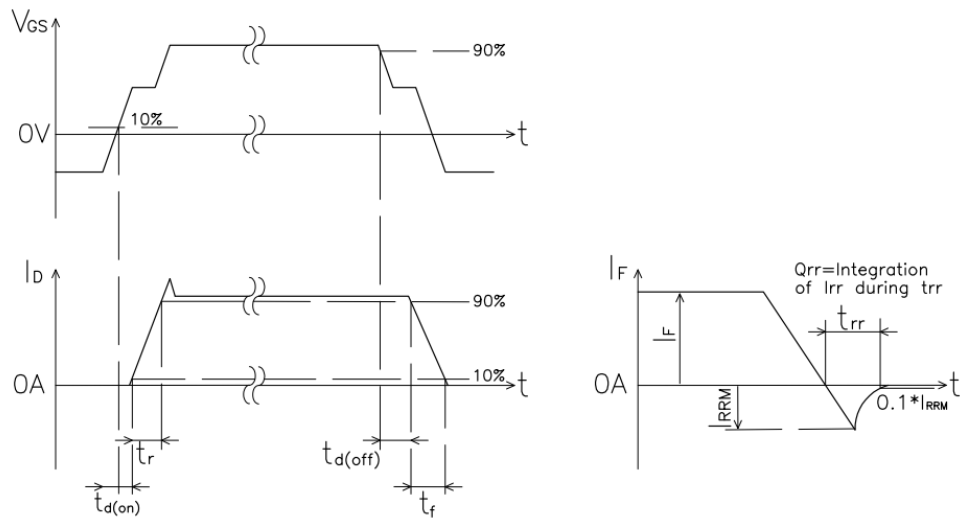 VGS
90%
10%
0V
t
ID
90%
10%
0A
t
tr
td(off)
td(on)
tf
IF
Qrr=Integration
of Irr during trr
trr
IF
0A
t
IRRM
0.1*IRRM